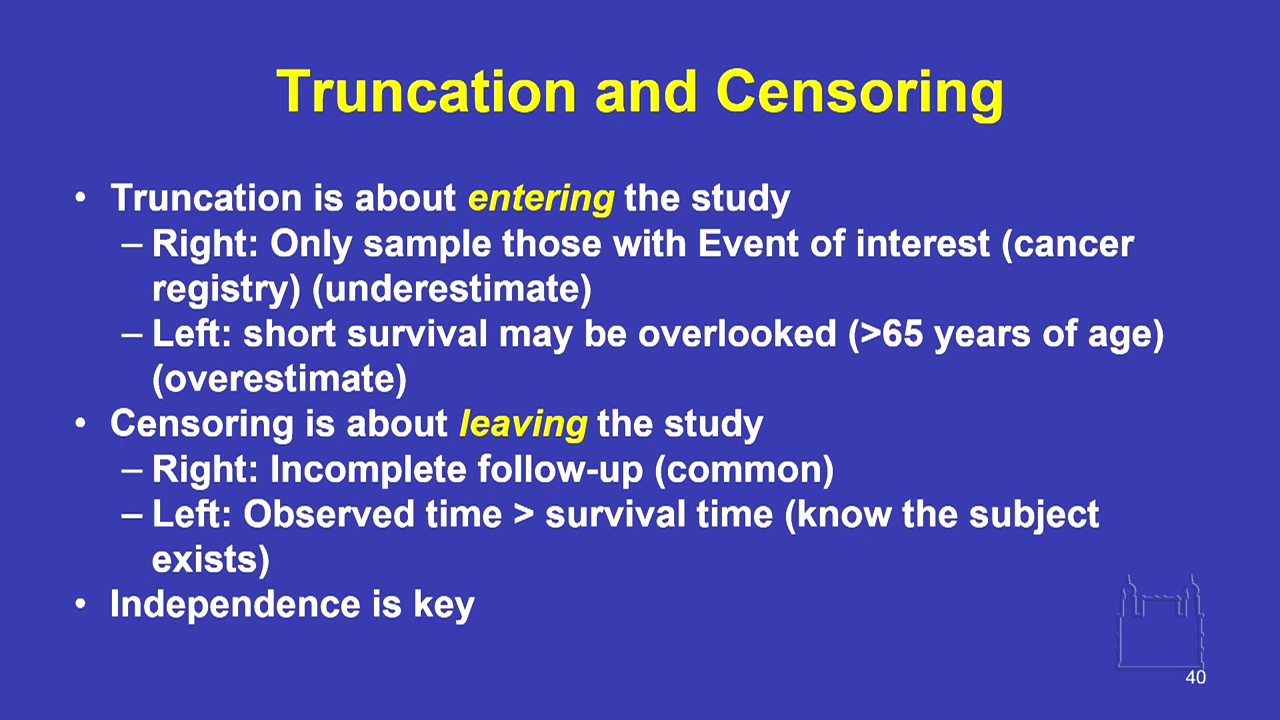 Truncation and Censoring
• Truncation is about entering the study
– Right: Only sample those with Event of interest (cancer
registry) (underestimate)
– Left: short survival may be overlooked (>65 years of age)
(overestimate)
• Censoring is about leaving the study
– Right: Incomplete follow-up (common)
– Left: Observed time > survival time (know the subject
exists)
• Independence is key
40